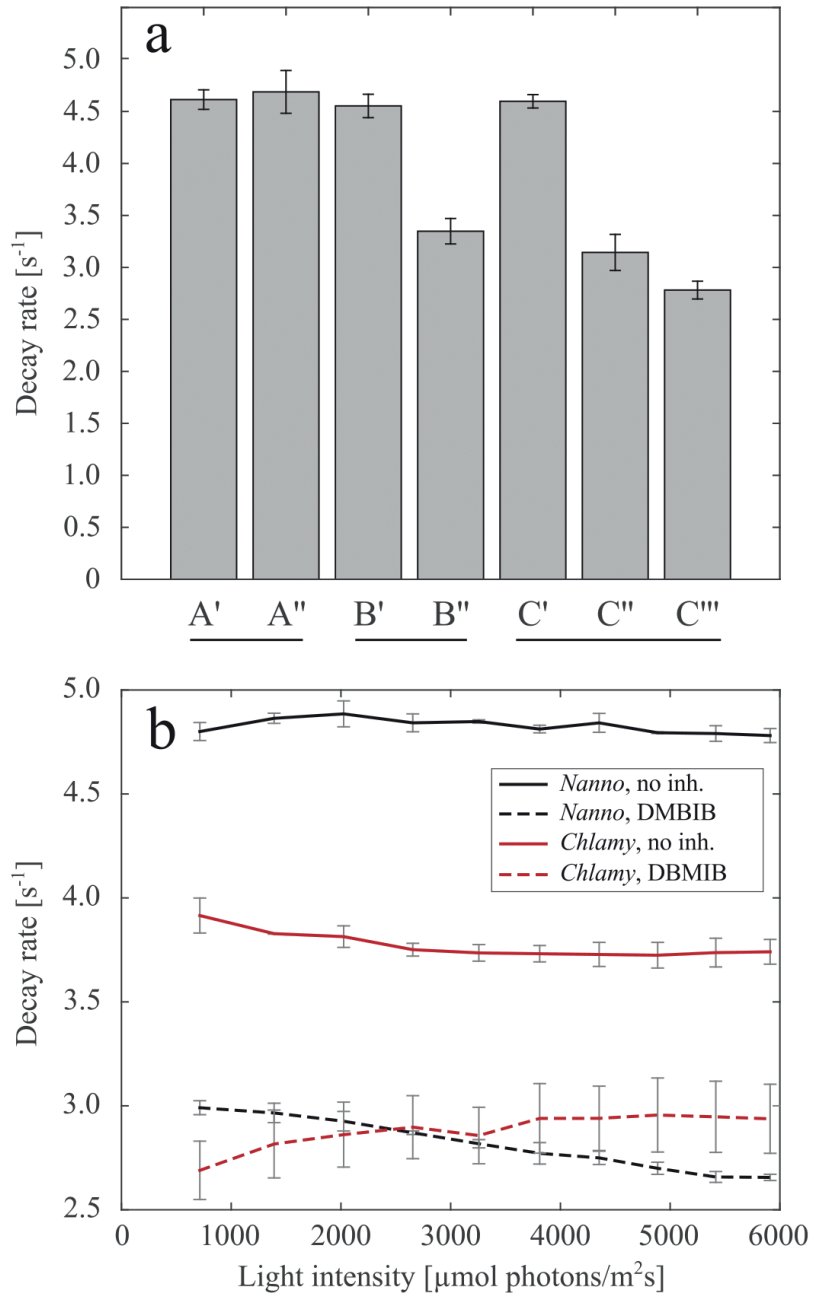 a
5.0
4.5
4.0
3.5
3.0
2.5
2.0
1.5
1.0
0.5
0
Decay rate [s⁻¹]
A' A" B' B" C' C" C'''
b
5.0
4.5
4.0
3.5
3.0
2.5
Decay rate [s⁻¹]
Nanno, no inh.
Nanno, DMBIB
Chlamy, no inh.
Chlamy, DBMIB
0 1000 2000 3000 4000 5000 6000
Light intensity [µmol photons/m²s]